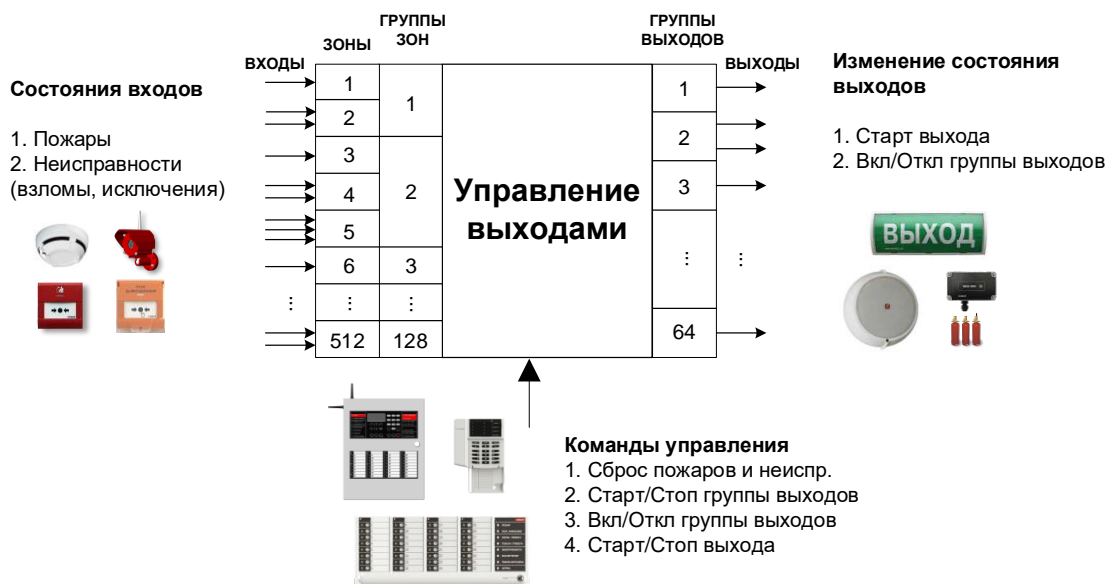 Состояния входов
1. Пожары
2. Неисправности
(взломы, исключения)
ВХОДЫ
ЗОНЫ
ГРУППЫ
ЗОН
1
2
3
4
5
6
⋮
512
1
2
3
⋮
128
⋮
Управление
выходами
ГРУППЫ
ВЫХОДОВ
1
2
3
⋮
64
ВЫХОДЫ
⋮
Изменение состояния
выходов
1. Старт выхода
2. Вкл/Откл группы выходов
ВЫХОД
Команды управления
1. Сброс пожаров и неиспр.
2. Старт/Стоп группы выходов
3. Вкл/Откл группы выходов
4. Старт/Стоп выхода